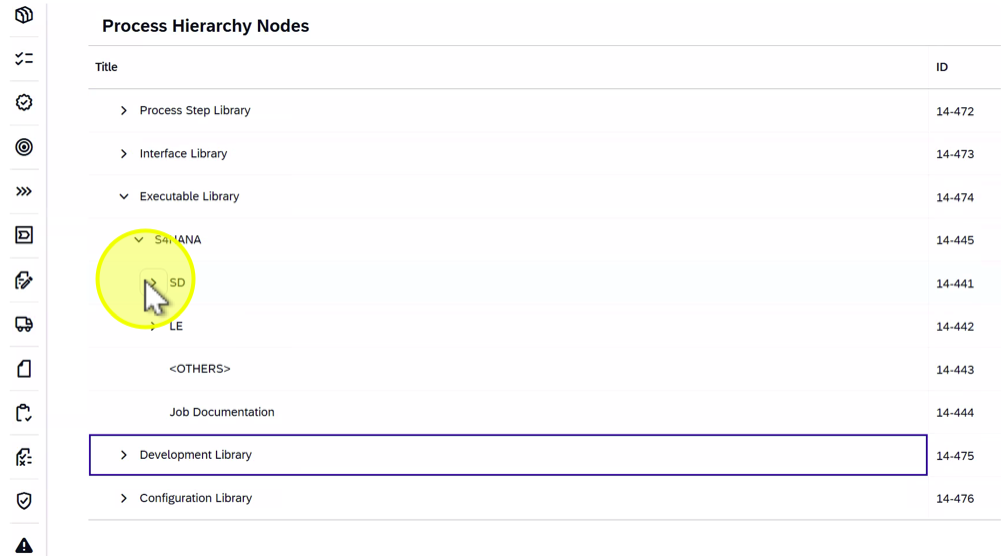 Process Hierarchy Nodes
Title ID
Process Step Library 14-472
Interface Library 14-473
Executable Library 14-474
S4HANA 14-445
SD 14-441
LE 14-442
<OTHERS> 14-443
Job Documentation 14-444
Development Library 14-475
Configuration Library 14-476